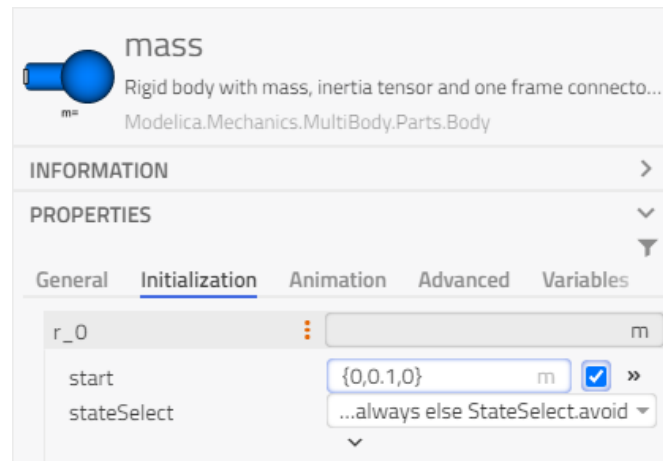 mass
Rigid body with mass, inertia tensor and one frame connecto...
m=
Modelica.Mechanics.MultiBody.Parts.Body
INFORMATION
PROPERTIES
General Initialization Animation Advanced Variables
r_0 m
start {0,0.1,0} m »
stateSelect ...always else StateSelect.avoid